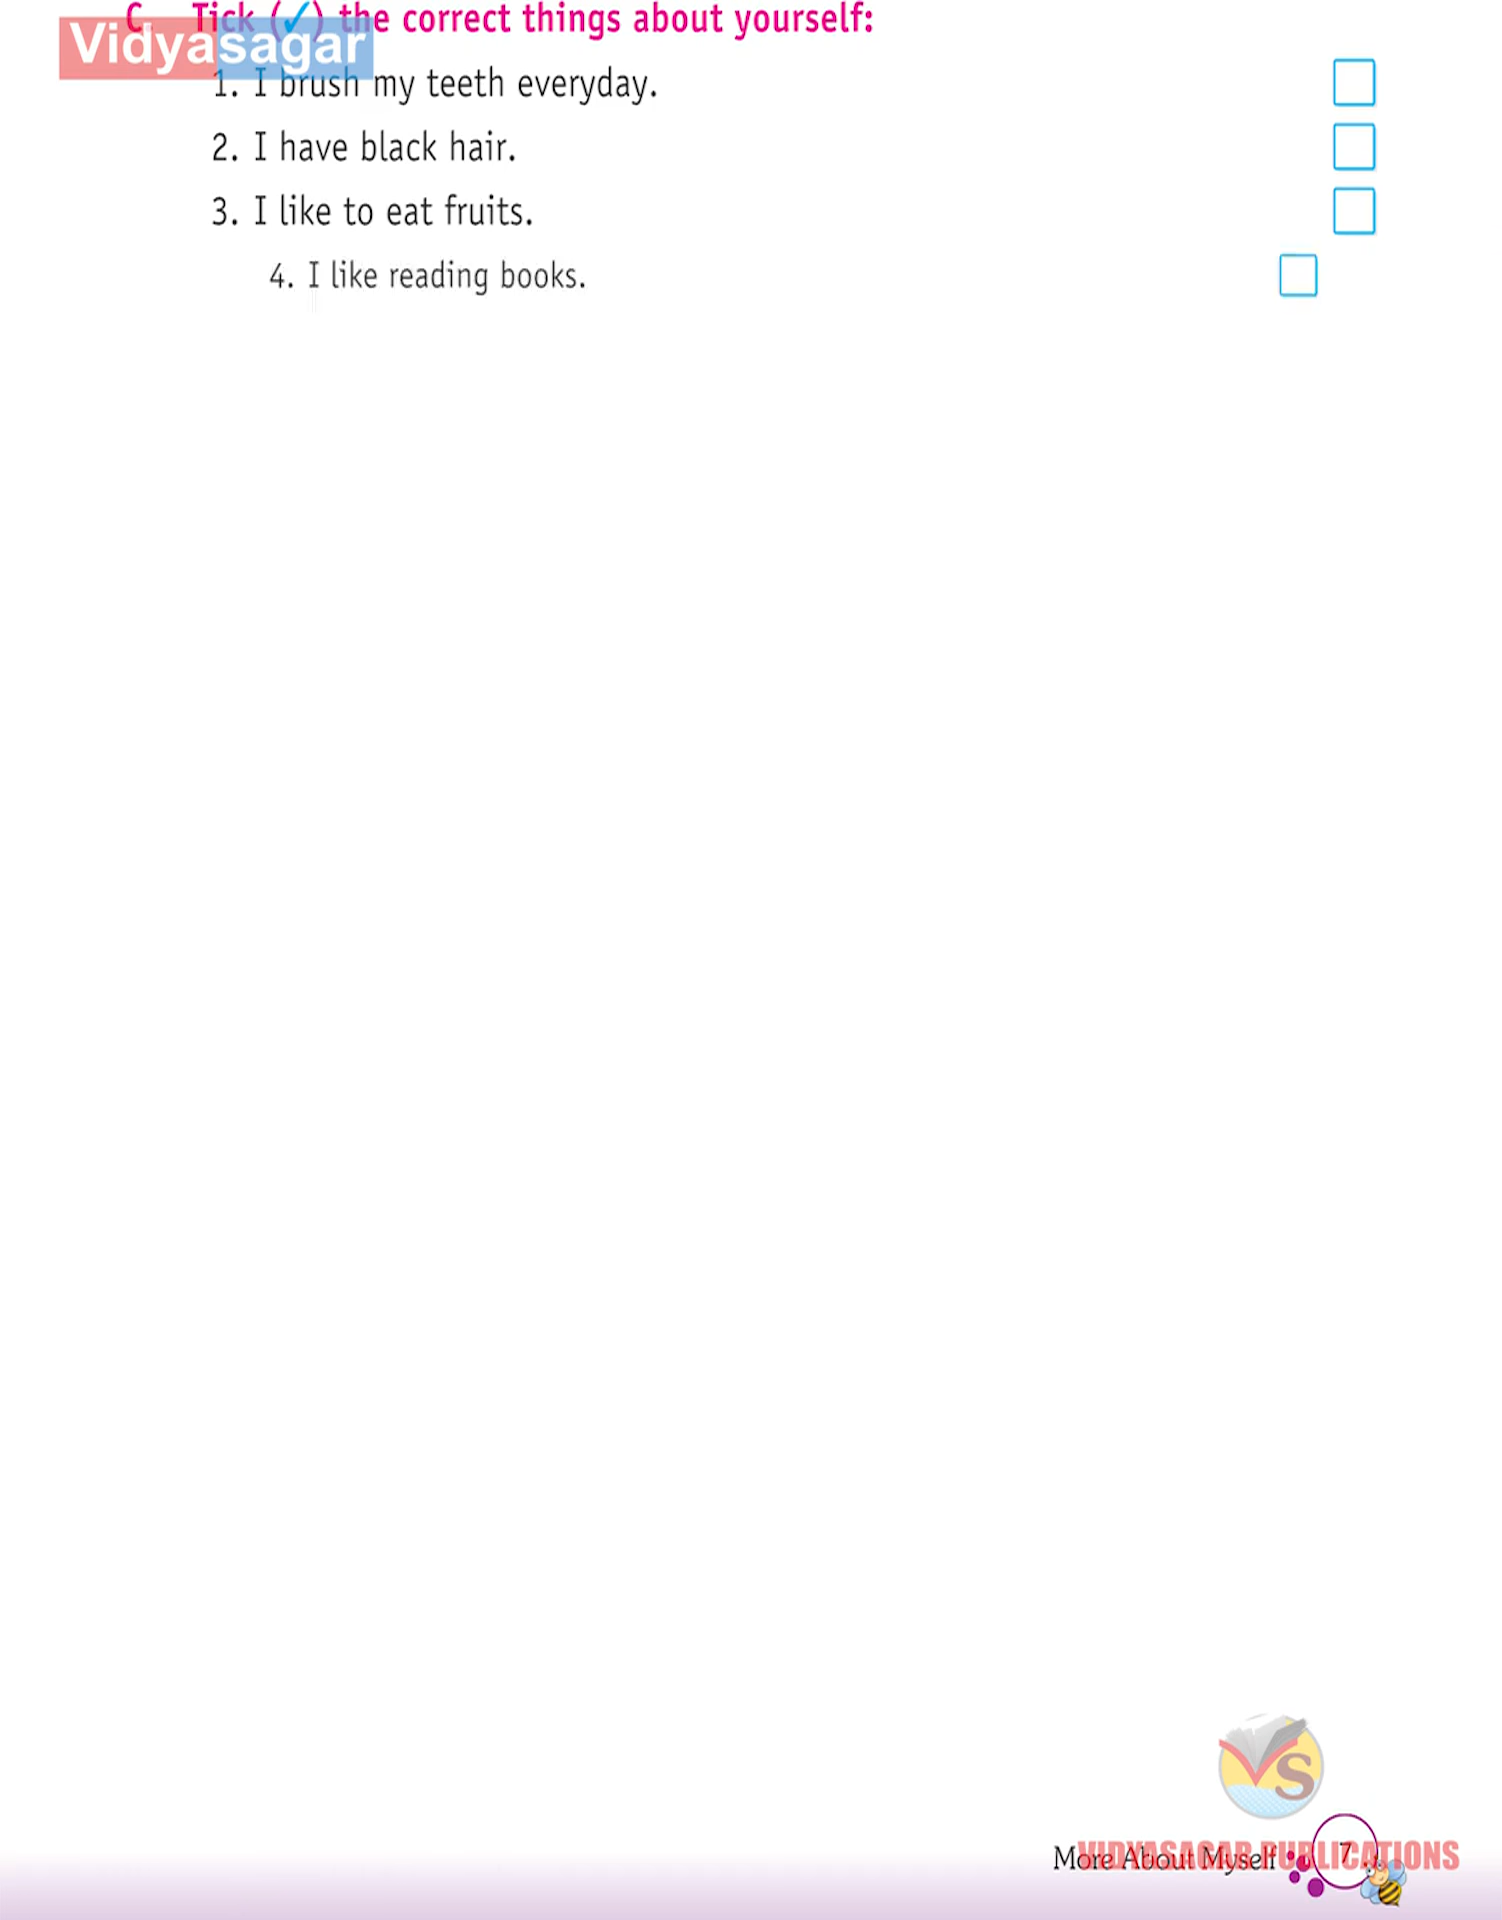 C. Tick (✓) the correct things about yourself:
Vidyasagar
1. I brush my teeth everyday.
2. I have black hair.
3. I like to eat fruits.
4. I like reading books.
VS
More About Myself 7
VIDYASAGAR PUBLICATIONS